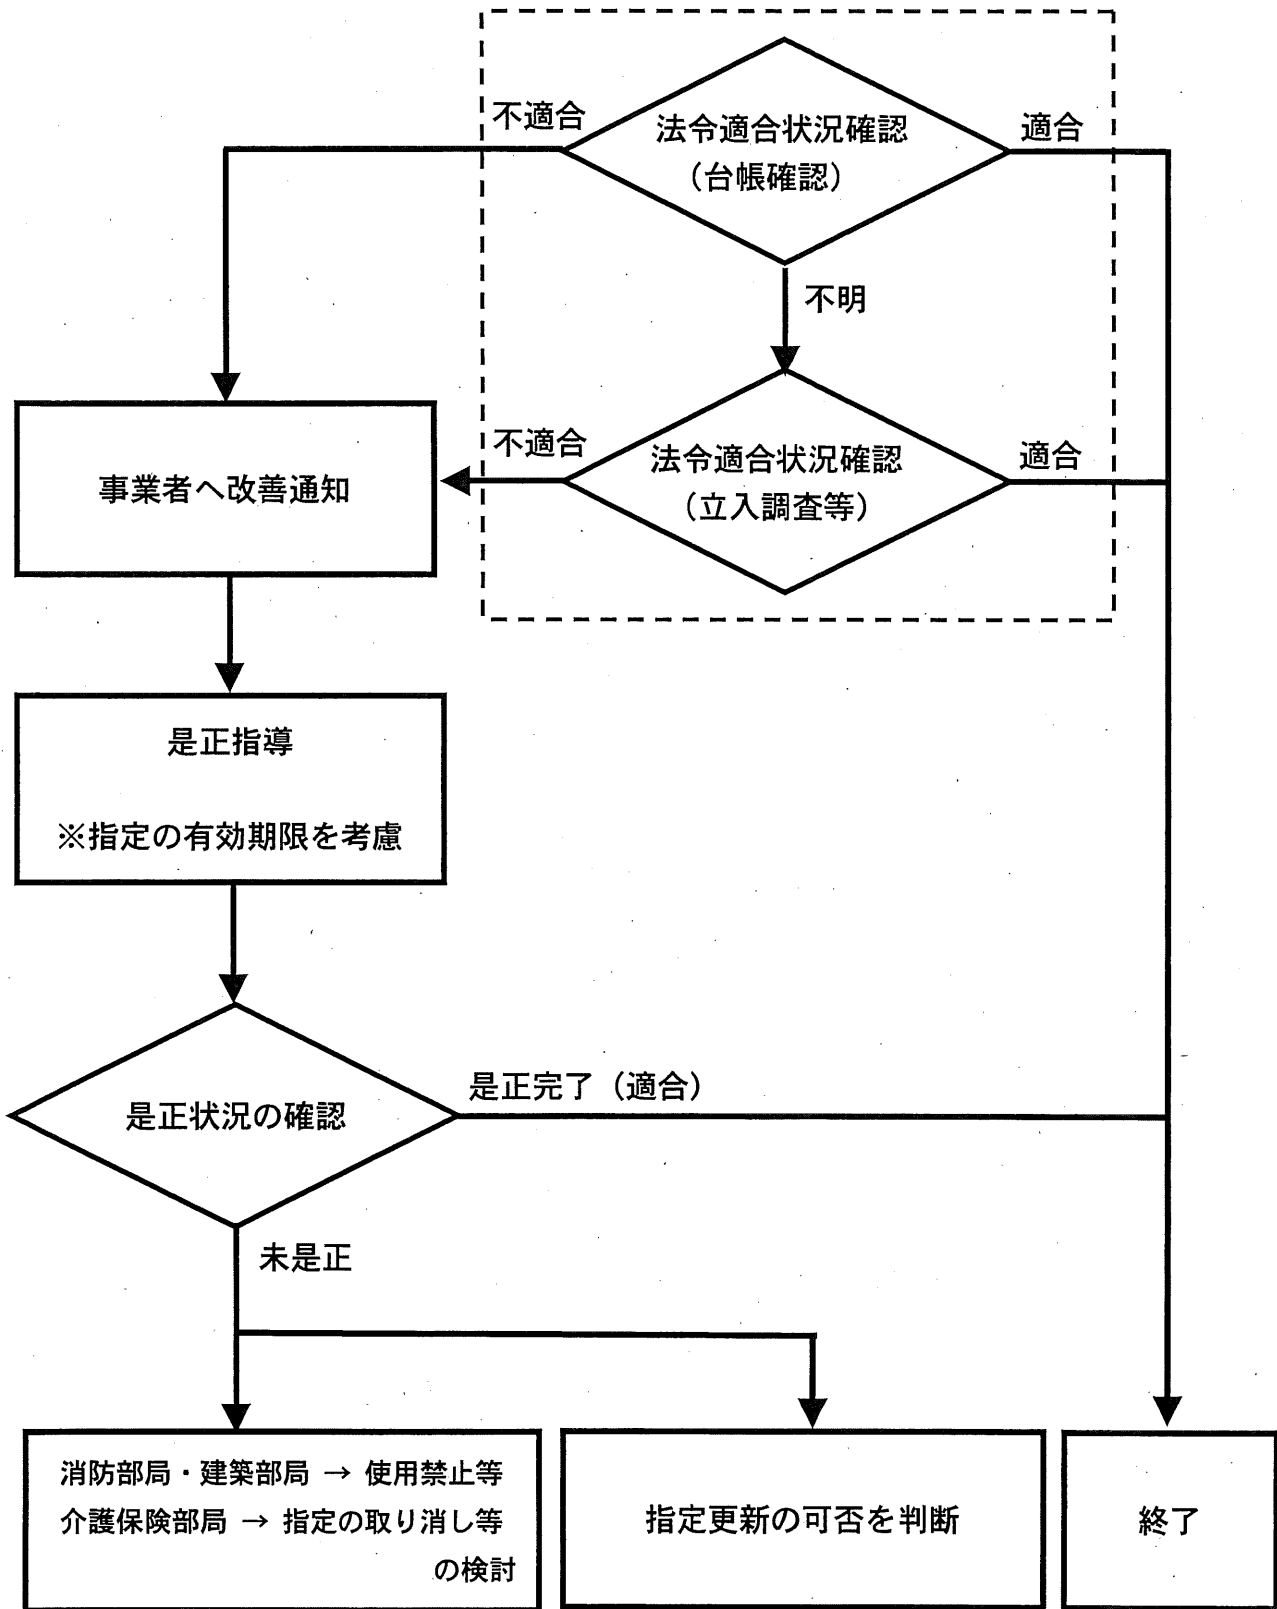 不適合
法令適合状況確認
（台帳確認）
適合
不明
不適合
法令適合状況確認
（立入調査等）
適合
事業者へ改善通知
是正指導
※指定の有効期限を考慮
是正状況の確認
是正完了（適合）
未是正
消防部局・建築部局 → 使用禁止等
介護保険部局 → 指定の取り消し等
の検討
指定更新の可否を判断
終了